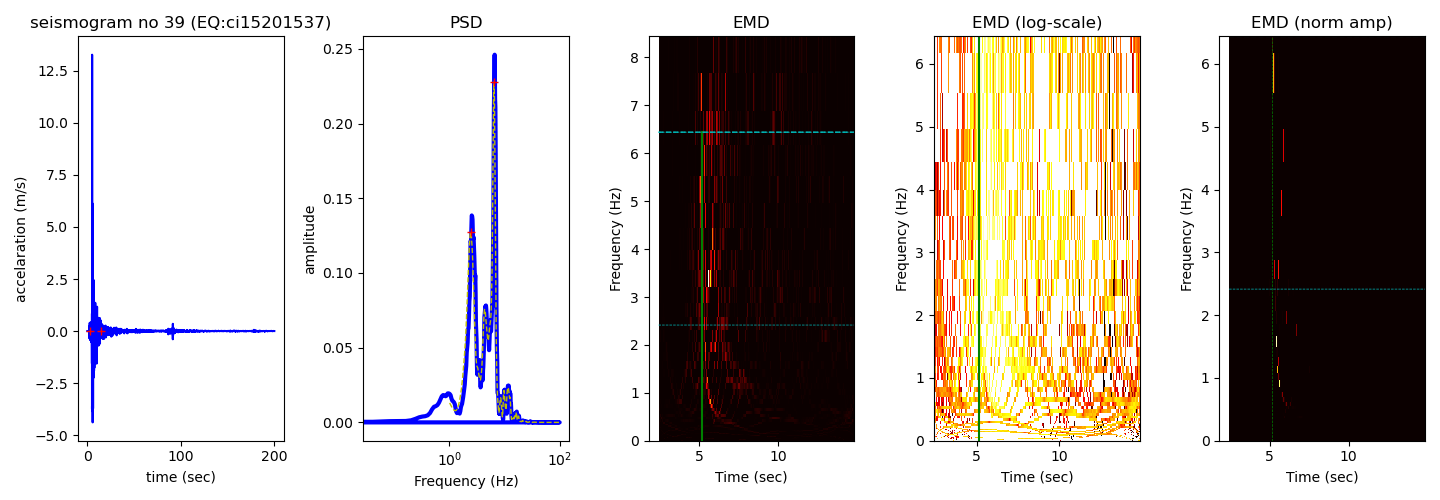 seismogram no 39 (EQ:ci15201537)
accelaration (m/s)
12.5
10.0
7.5
5.0
2.5
0.0
−2.5
−5.0
0 100 200
time (sec)
PSD
amplitude
0.25
0.20
0.15
0.10
0.05
0.00
10⁰ 10²
Frequency (Hz)
EMD
Frequency (Hz)
8
7
6
5
4
3
2
1
0
5 10
Time (sec)
EMD (log-scale)
Frequency (Hz)
6
5
4
3
2
1
0
5 10
Time (sec)
EMD (norm amp)
Frequency (Hz)
6
5
4
3
2
1
0
5 10
Time (sec)